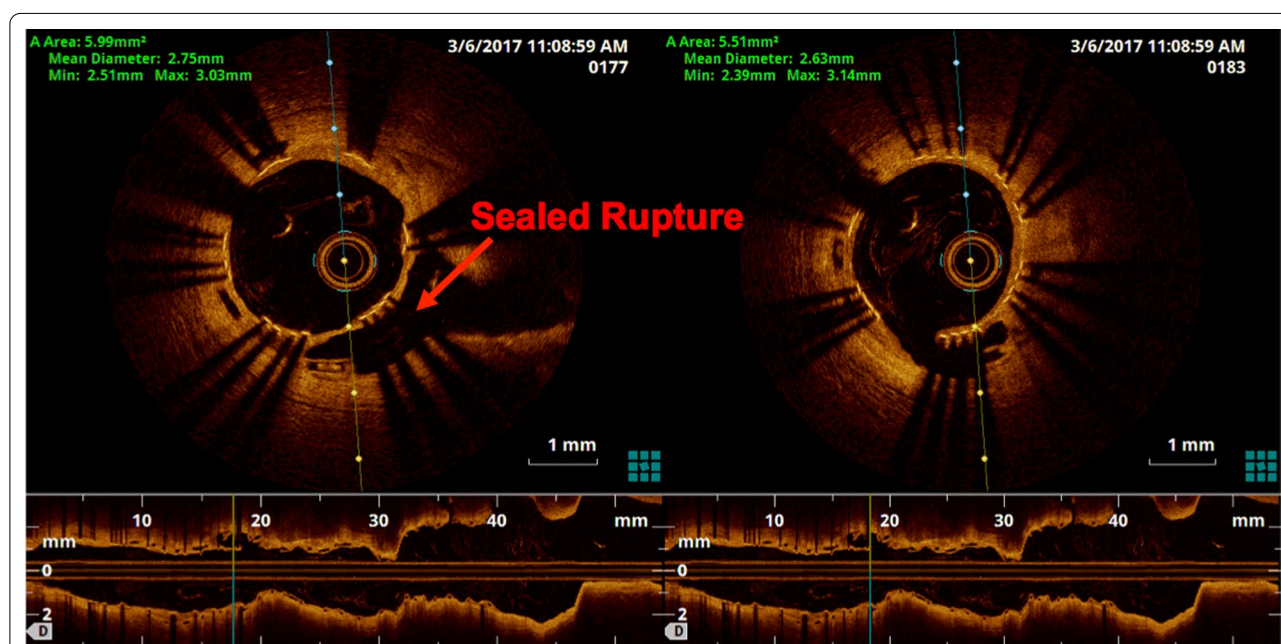 A Area: 5.99mm²
Mean Diameter: 2.75mm
Min: 2.51mm Max: 3.03mm
3/6/2017 11:08:59 AM
0177
Sealed Rupture
1 mm
10 20 30 40 mm
mm
0
2
D
A Area: 5.51mm²
Mean Diameter: 2.63mm
Min: 2.39mm Max: 3.14mm
3/6/2017 11:08:59 AM
0183
1 mm
10 20 30 40 mm
mm
0
2
D